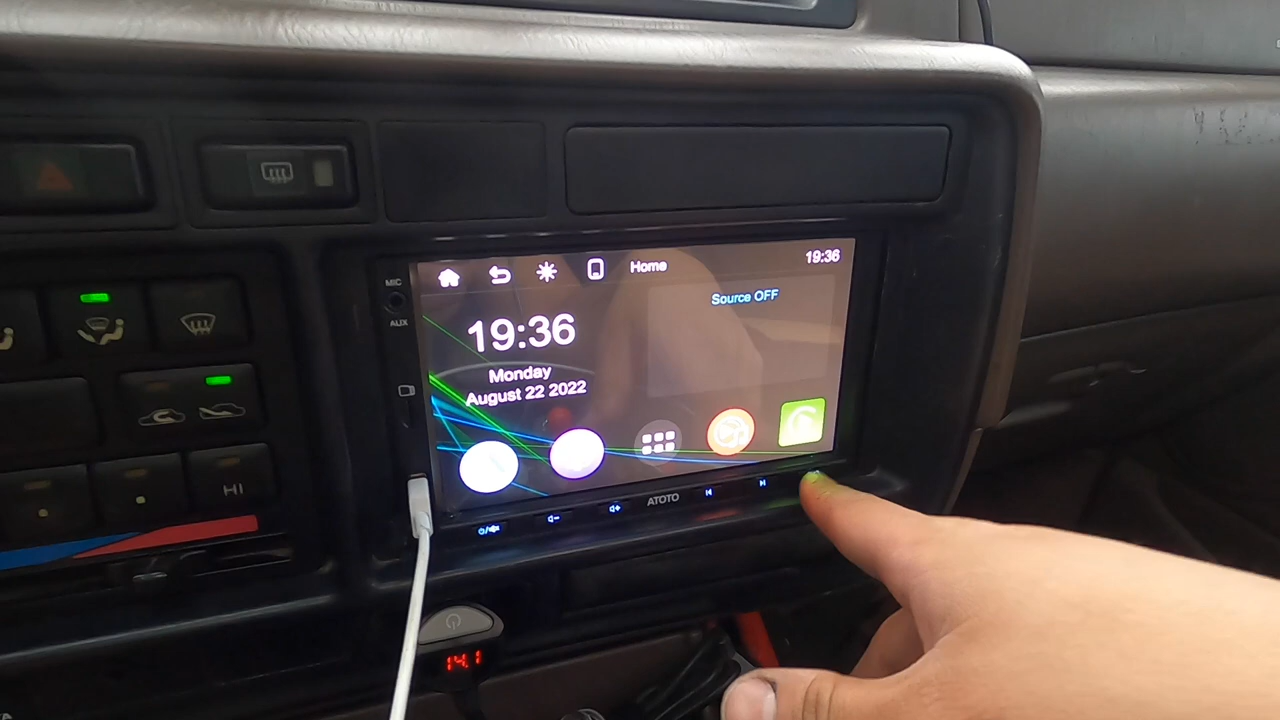 MIC
AUX
Home
19:36
Source OFF
19:36
Monday
August 22 2022
ATOTO
HI
14.1